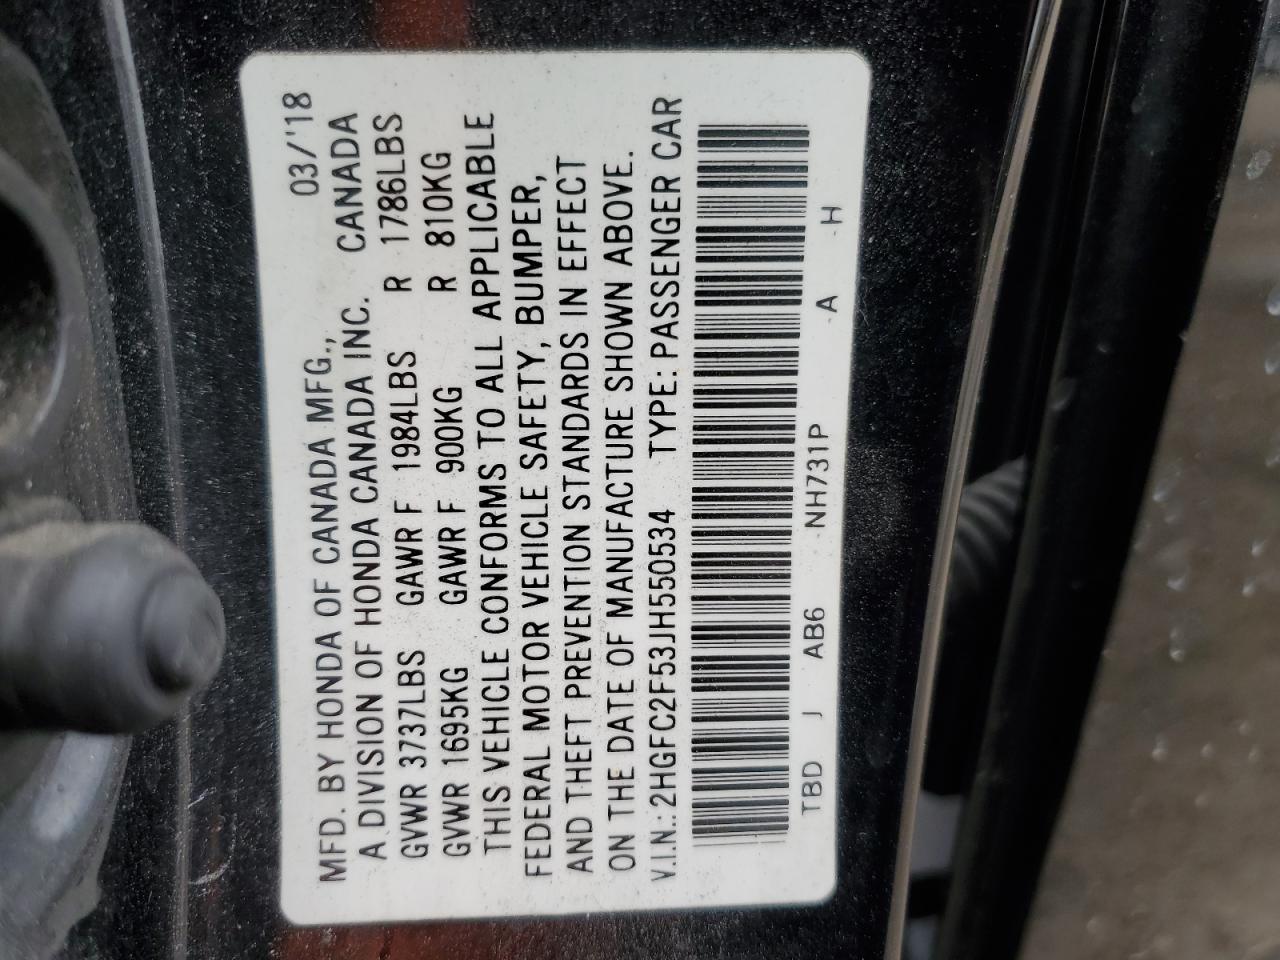 MFD. BY HONDA OF CANADA MFG., 03/'18
A DIVISION OF HONDA CANADA INC. CANADA
GVWR 3737LBS GAWR F 1984LBS R 1786LBS
GVWR 1695KG GAWR F 900KG R 810KG
THIS VEHICLE CONFORMS TO ALL APPLICABLE
FEDERAL MOTOR VEHICLE SAFETY, BUMPER,
AND THEFT PREVENTION STANDARDS IN EFFECT
ON THE DATE OF MANUFACTURE SHOWN ABOVE.
V.I.N.:2HGFC2F53JH550534 TYPE: PASSENGER CAR
TBD J AB6 -NH731P -A -H